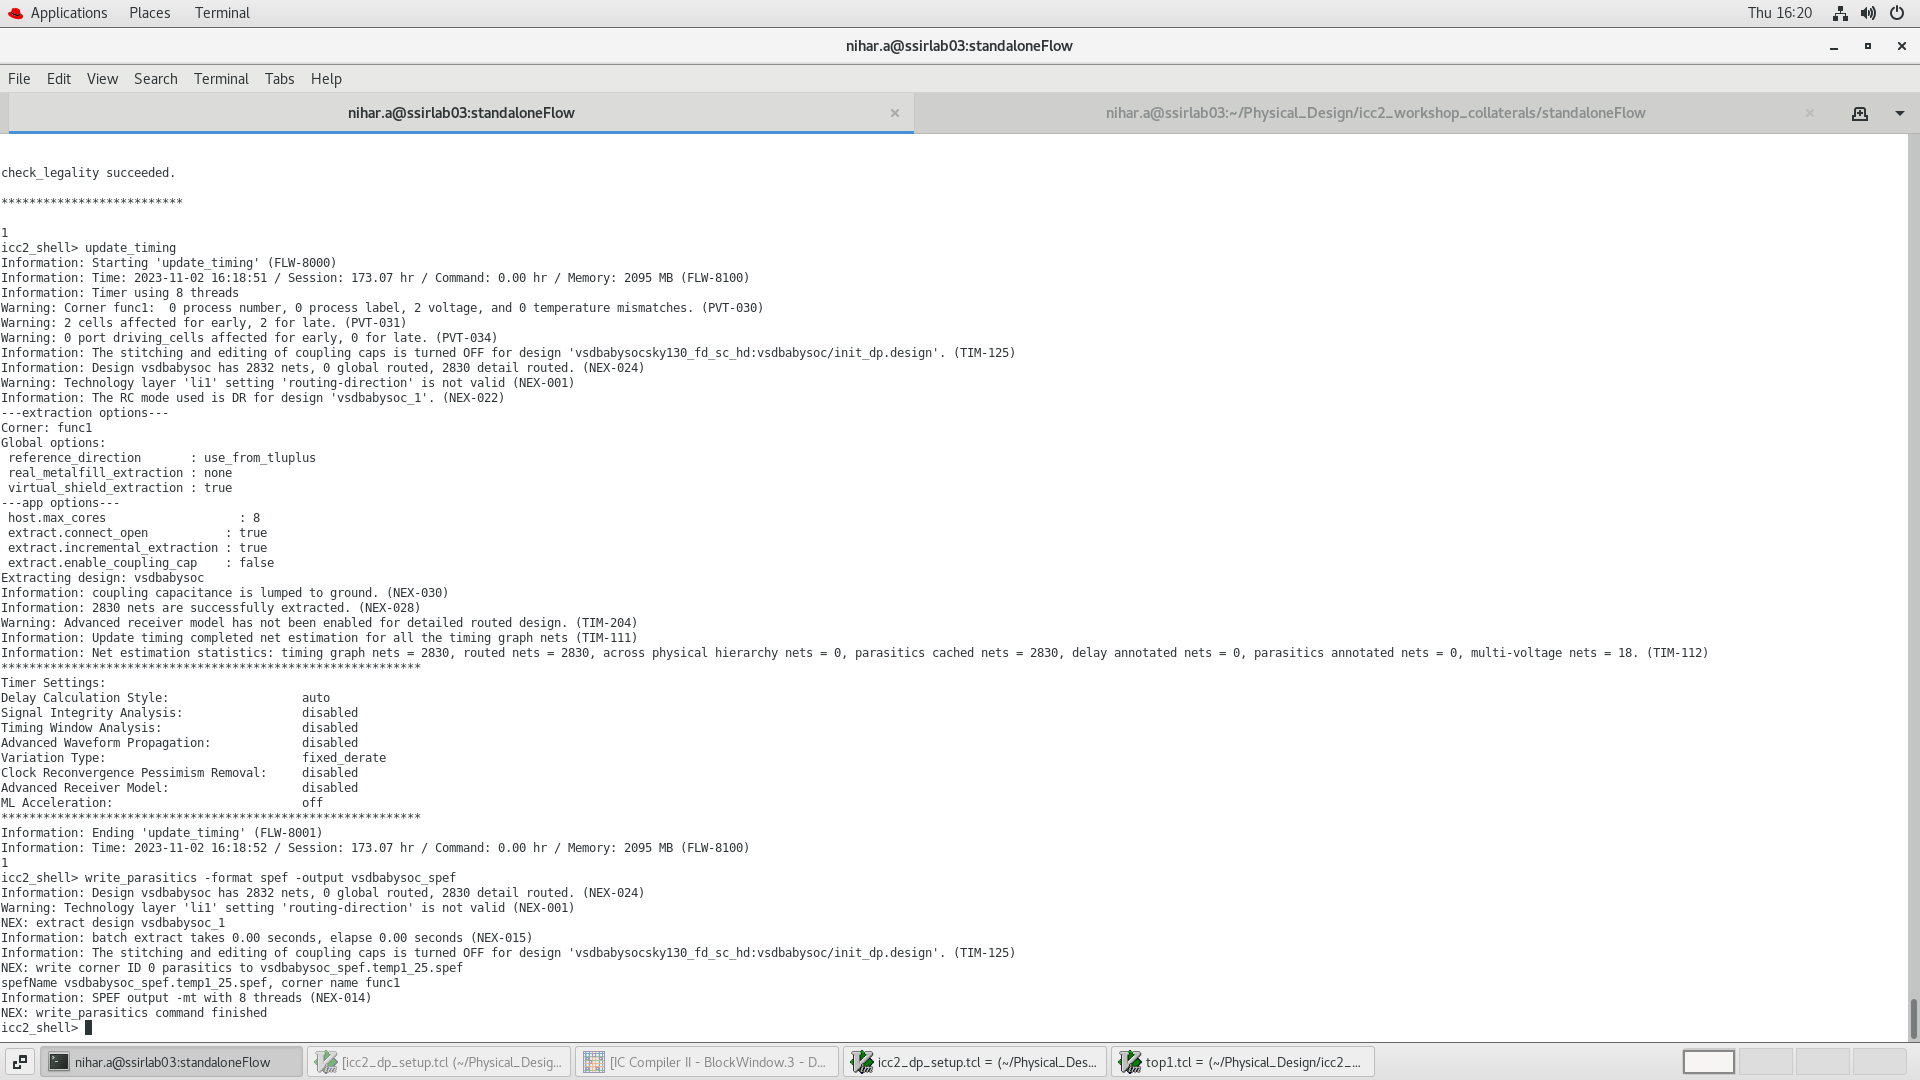 Applications Places Terminal Thu 16:20
nihar.a@ssirlab03:standaloneFlow
File Edit View Search Terminal Tabs Help
nihar.a@ssirlab03:standaloneFlow × nihar.a@ssirlab03:~/Physical_Design/icc2_workshop_collaterals/standaloneFlow ×
check_legality succeeded.
**************************
1
icc2_shell> update_timing
Information: Starting 'update_timing' (FLW-8000)
Information: Time: 2023-11-02 16:18:51 / Session: 173.07 hr / Command: 0.00 hr / Memory: 2095 MB (FLW-8100)
Information: Timer using 8 threads
Warning: Corner func1:  0 process number, 0 process label, 2 voltage, and 0 temperature mismatches. (PVT-030)
Warning: 2 cells affected for early, 2 for late. (PVT-031)
Warning: 0 port driving_cells affected for early, 0 for late. (PVT-034)
Information: The stitching and editing of coupling caps is turned OFF for design 'vsdbabysocsky130_fd_sc_hd:vsdbabysoc/init_dp.design'. (TIM-125)
Information: Design vsdbabysoc has 2832 nets, 0 global routed, 2830 detail routed. (NEX-024)
Warning: Technology layer 'li1' setting 'routing-direction' is not valid (NEX-001)
Information: The RC mode used is DR for design 'vsdbabysoc_1'. (NEX-022)
---extraction options---
Corner: func1
Global options:
 reference_direction       : use_from_tluplus
 real_metalfill_extraction : none
 virtual_shield_extraction : true
---app options---
 host.max_cores                   : 8
 extract.connect_open           : true
 extract.incremental_extraction : true
 extract.enable_coupling_cap    : false
Extracting design: vsdbabysoc
Information: coupling capacitance is lumped to ground. (NEX-030)
Information: 2830 nets are successfully extracted. (NEX-028)
Warning: Advanced receiver model has not been enabled for detailed routed design. (TIM-204)
Information: Update timing completed net estimation for all the timing graph nets (TIM-111)
Information: Net estimation statistics: timing graph nets = 2830, routed nets = 2830, across physical hierarchy nets = 0, parasitics cached nets = 2830, delay annotated nets = 0, parasitics annotated nets = 0, multi-voltage nets = 18. (TIM-112)
************************************************************
Timer Settings:
Delay Calculation Style:                   auto
Signal Integrity Analysis:                 disabled
Timing Window Analysis:                    disabled
Advanced Waveform Propagation:             disabled
Variation Type:                            fixed_derate
Clock Reconvergence Pessimism Removal:     disabled
Advanced Receiver Model:                   disabled
ML Acceleration:                           off
************************************************************
Information: Ending 'update_timing' (FLW-8001)
Information: Time: 2023-11-02 16:18:52 / Session: 173.07 hr / Command: 0.00 hr / Memory: 2095 MB (FLW-8100)
1
icc2_shell> write_parasitics -format spef -output vsdbabysoc_spef
Information: Design vsdbabysoc has 2832 nets, 0 global routed, 2830 detail routed. (NEX-024)
Warning: Technology layer 'li1' setting 'routing-direction' is not valid (NEX-001)
NEX: extract design vsdbabysoc_1
Information: batch extract takes 0.00 seconds, elapse 0.00 seconds (NEX-015)
Information: The stitching and editing of coupling caps is turned OFF for design 'vsdbabysocsky130_fd_sc_hd:vsdbabysoc/init_dp.design'. (TIM-125)
NEX: write corner ID 0 parasitics to vsdbabysoc_spef.temp1_25.spef
spefName vsdbabysoc_spef.temp1_25.spef, corner name func1
Information: SPEF output -mt with 8 threads (NEX-014)
NEX: write_parasitics command finished
icc2_shell>
nihar.a@ssirlab03:standaloneFlow [icc2_dp_setup.tcl (~/Physical_Desig... [IC Compiler II - BlockWindow.3 - D... icc2_dp_setup.tcl = (~/Physical_Des... top1.tcl = (~/Physical_Design/icc2_...